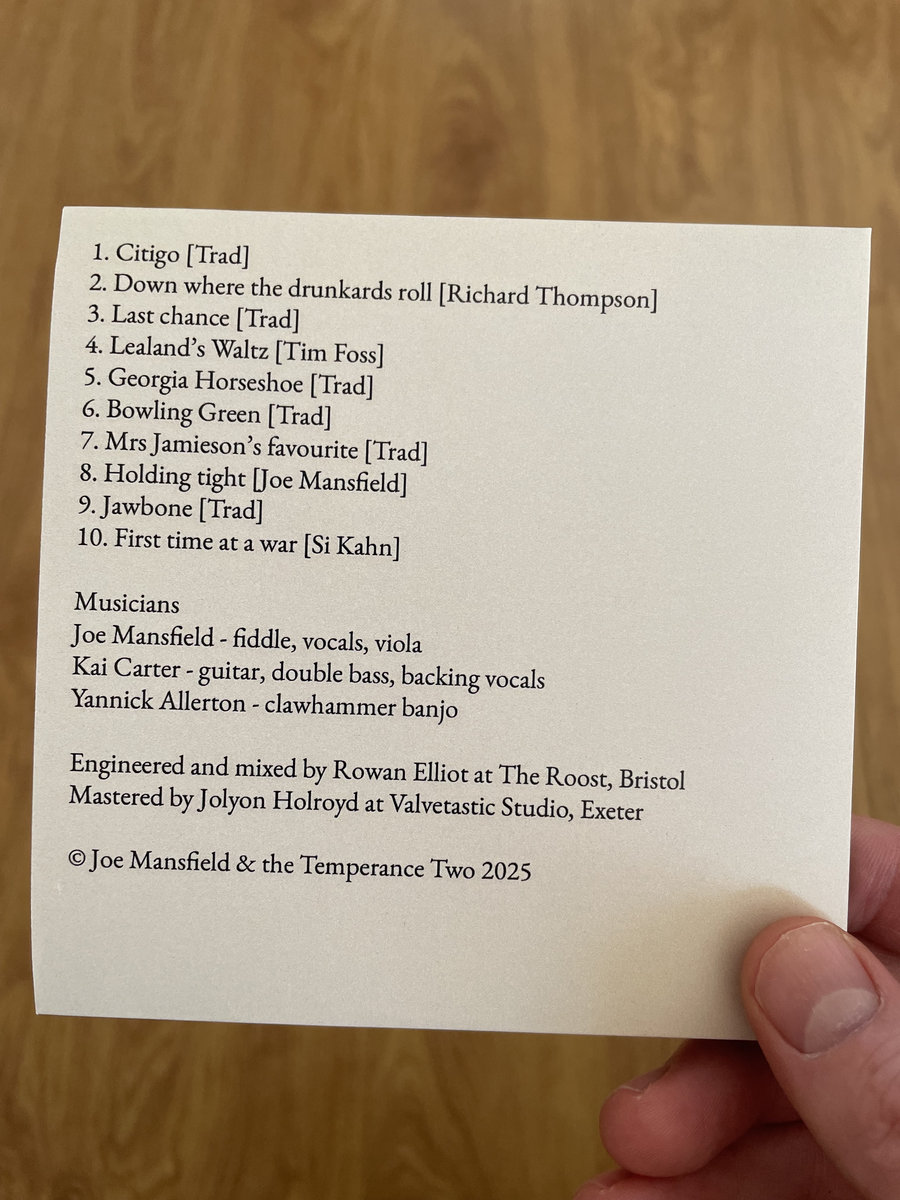 1. Citigo [Trad]
2. Down where the drunkards roll [Richard Thompson]
3. Last chance [Trad]
4. Lealand’s Waltz [Tim Foss]
5. Georgia Horseshoe [Trad]
6. Bowling Green [Trad]
7. Mrs Jamieson’s favourite [Trad]
8. Holding tight [Joe Mansfield]
9. Jawbone [Trad]
10. First time at a war [Si Kahn]
Musicians
Joe Mansfield - fiddle, vocals, viola
Kai Carter - guitar, double bass, backing vocals
Yannick Allerton - clawhammer banjo
Engineered and mixed by Rowan Elliot at The Roost, Bristol
Mastered by Jolyon Holroyd at Valvetastic Studio, Exeter
© Joe Mansfield & the Temperance Two 2025